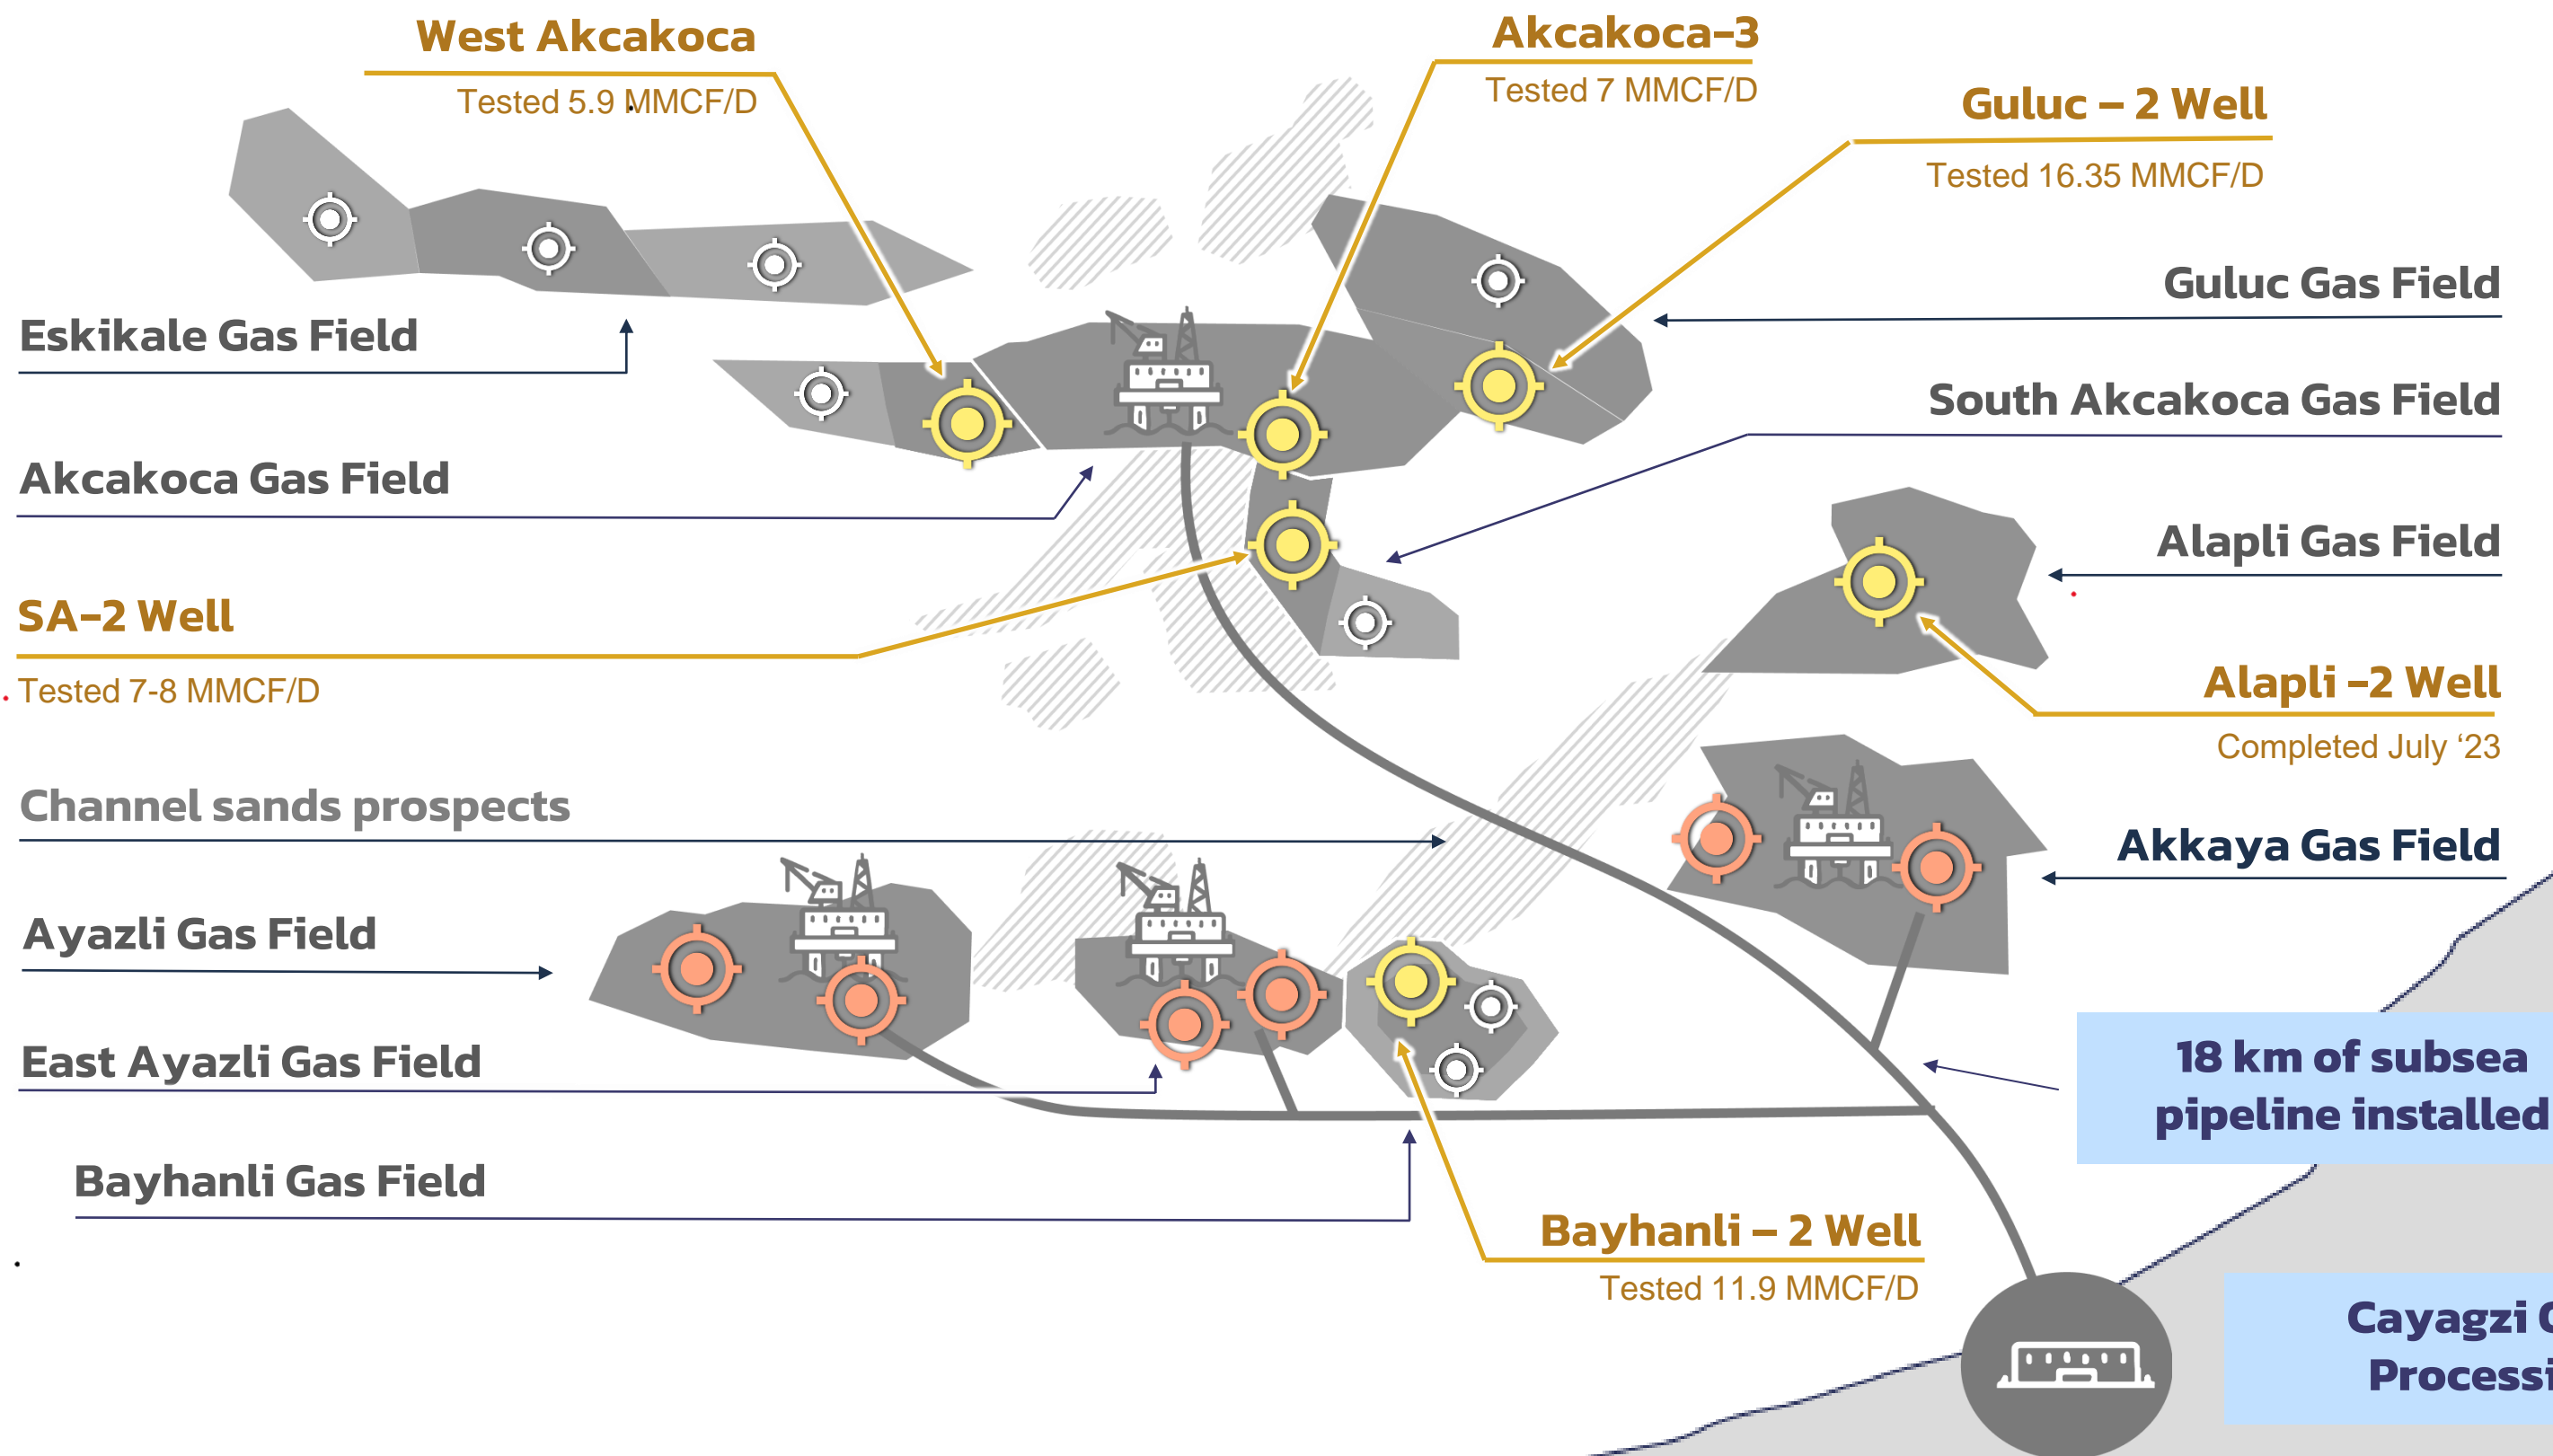 West Akcakoca
Tested 5.9 MMCF/D
Akcakoca-3
Tested 7 MMCF/D
Guluc – 2 Well
Tested 16.35 MMCF/D
Guluc Gas Field
Eskikale Gas Field
South Akcakoca Gas Field
Akcakoca Gas Field
Alapli Gas Field
SA-2 Well
Tested 7-8 MMCF/D
Alapli -2 Well
Completed July ‘23
Channel sands prospects
Akkaya Gas Field
Ayazli Gas Field
East Ayazli Gas Field
18 km of subsea
pipeline installed
Bayhanli Gas Field
Bayhanli – 2 Well
Tested 11.9 MMCF/D
Cayagzi